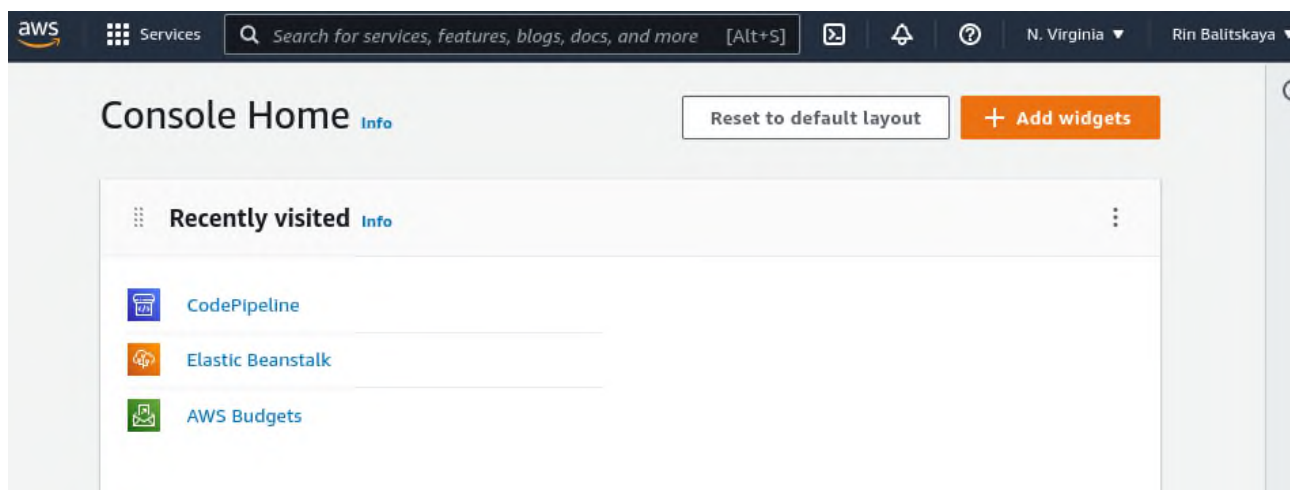 aws Services Search for services, features, blogs, docs, and more [Alt+S] N. Virginia ▼ Rin Balitskaya ▼
Console Home Info Reset to default layout + Add widgets
Recently visited Info
CodePipeline
Elastic Beanstalk
AWS Budgets